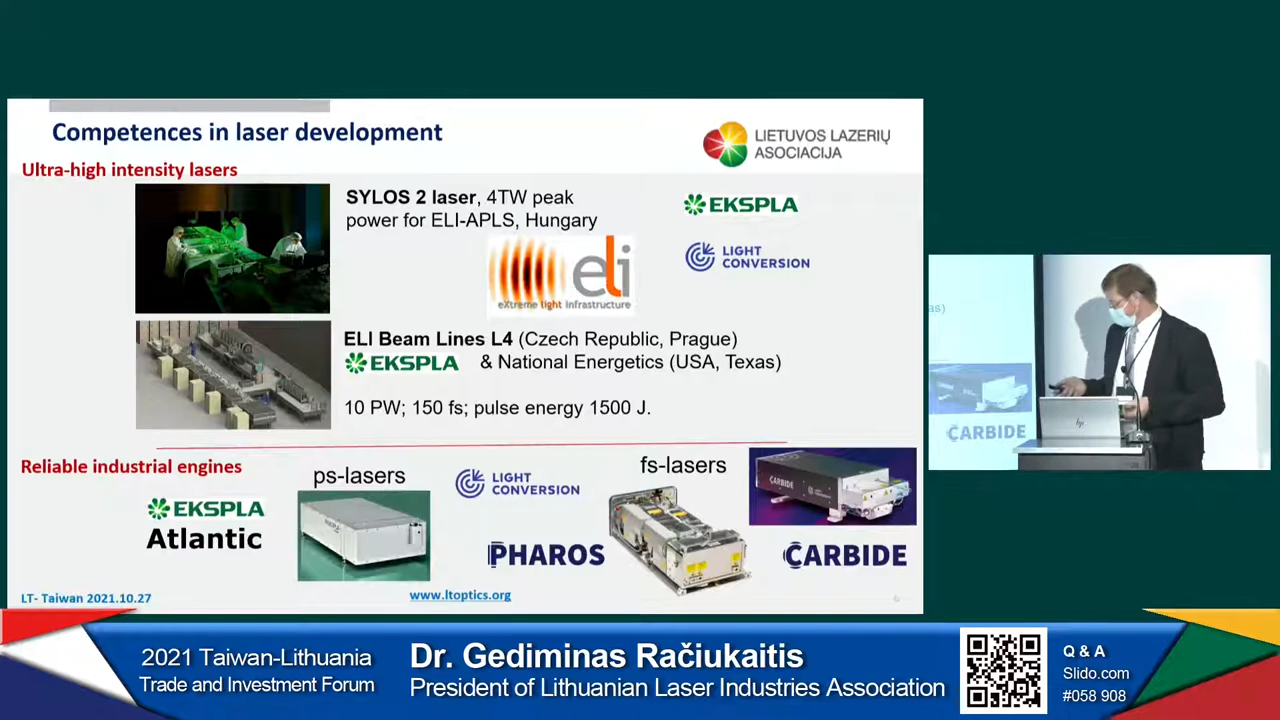 Competences in laser development
LIETUVOS LAZERIŲ
ASOCIACIJA
Ultra-high intensity lasers
SYLOS 2 laser, 4TW peak
power for ELI-APLS, Hungary
EKSPLA
LIGHT
CONVERSION
eli
eXtreme light infrastructure
ELI Beam Lines L4 (Czech Republic, Prague)
EKSPLA & National Energetics (USA, Texas)
10 PW; 150 fs; pulse energy 1500 J.
Reliable industrial engines
ps-lasers
LIGHT
CONVERSION
fs-lasers
CARBIDE
EKSPLA
Atlantic
PHAROS
CARBIDE
LT- Taiwan 2021.10.27
www.ltoptics.org
as)
CARBIDE
hp
2021 Taiwan-Lithuania
Trade and Investment Forum
Dr. Gediminas Račiukaitis
President of Lithuanian Laser Industries Association
Q & A
Slido.com
#058 908